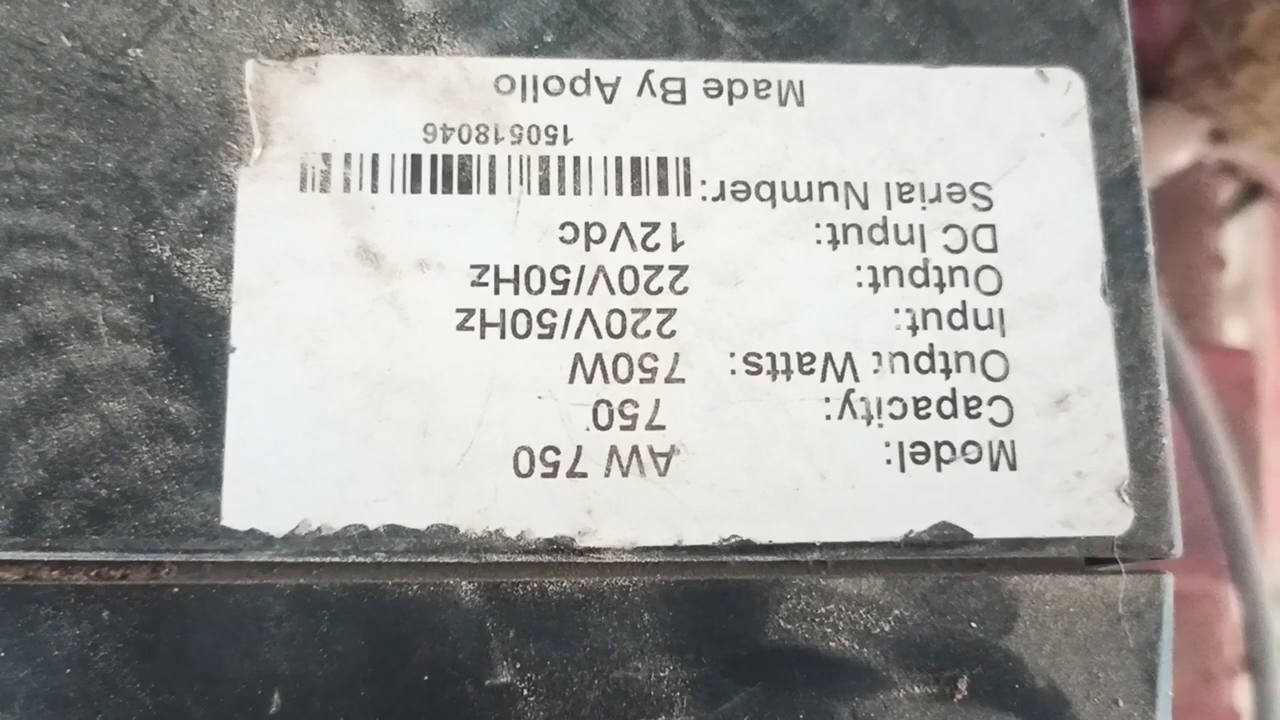 Model: AW 750
Capacity: 750
Output Watts: 750W
Input: 220V/50Hz
Output: 220V/50Hz
DC Input: 12Vdc
Serial Number:
150518046
Made By Apollo